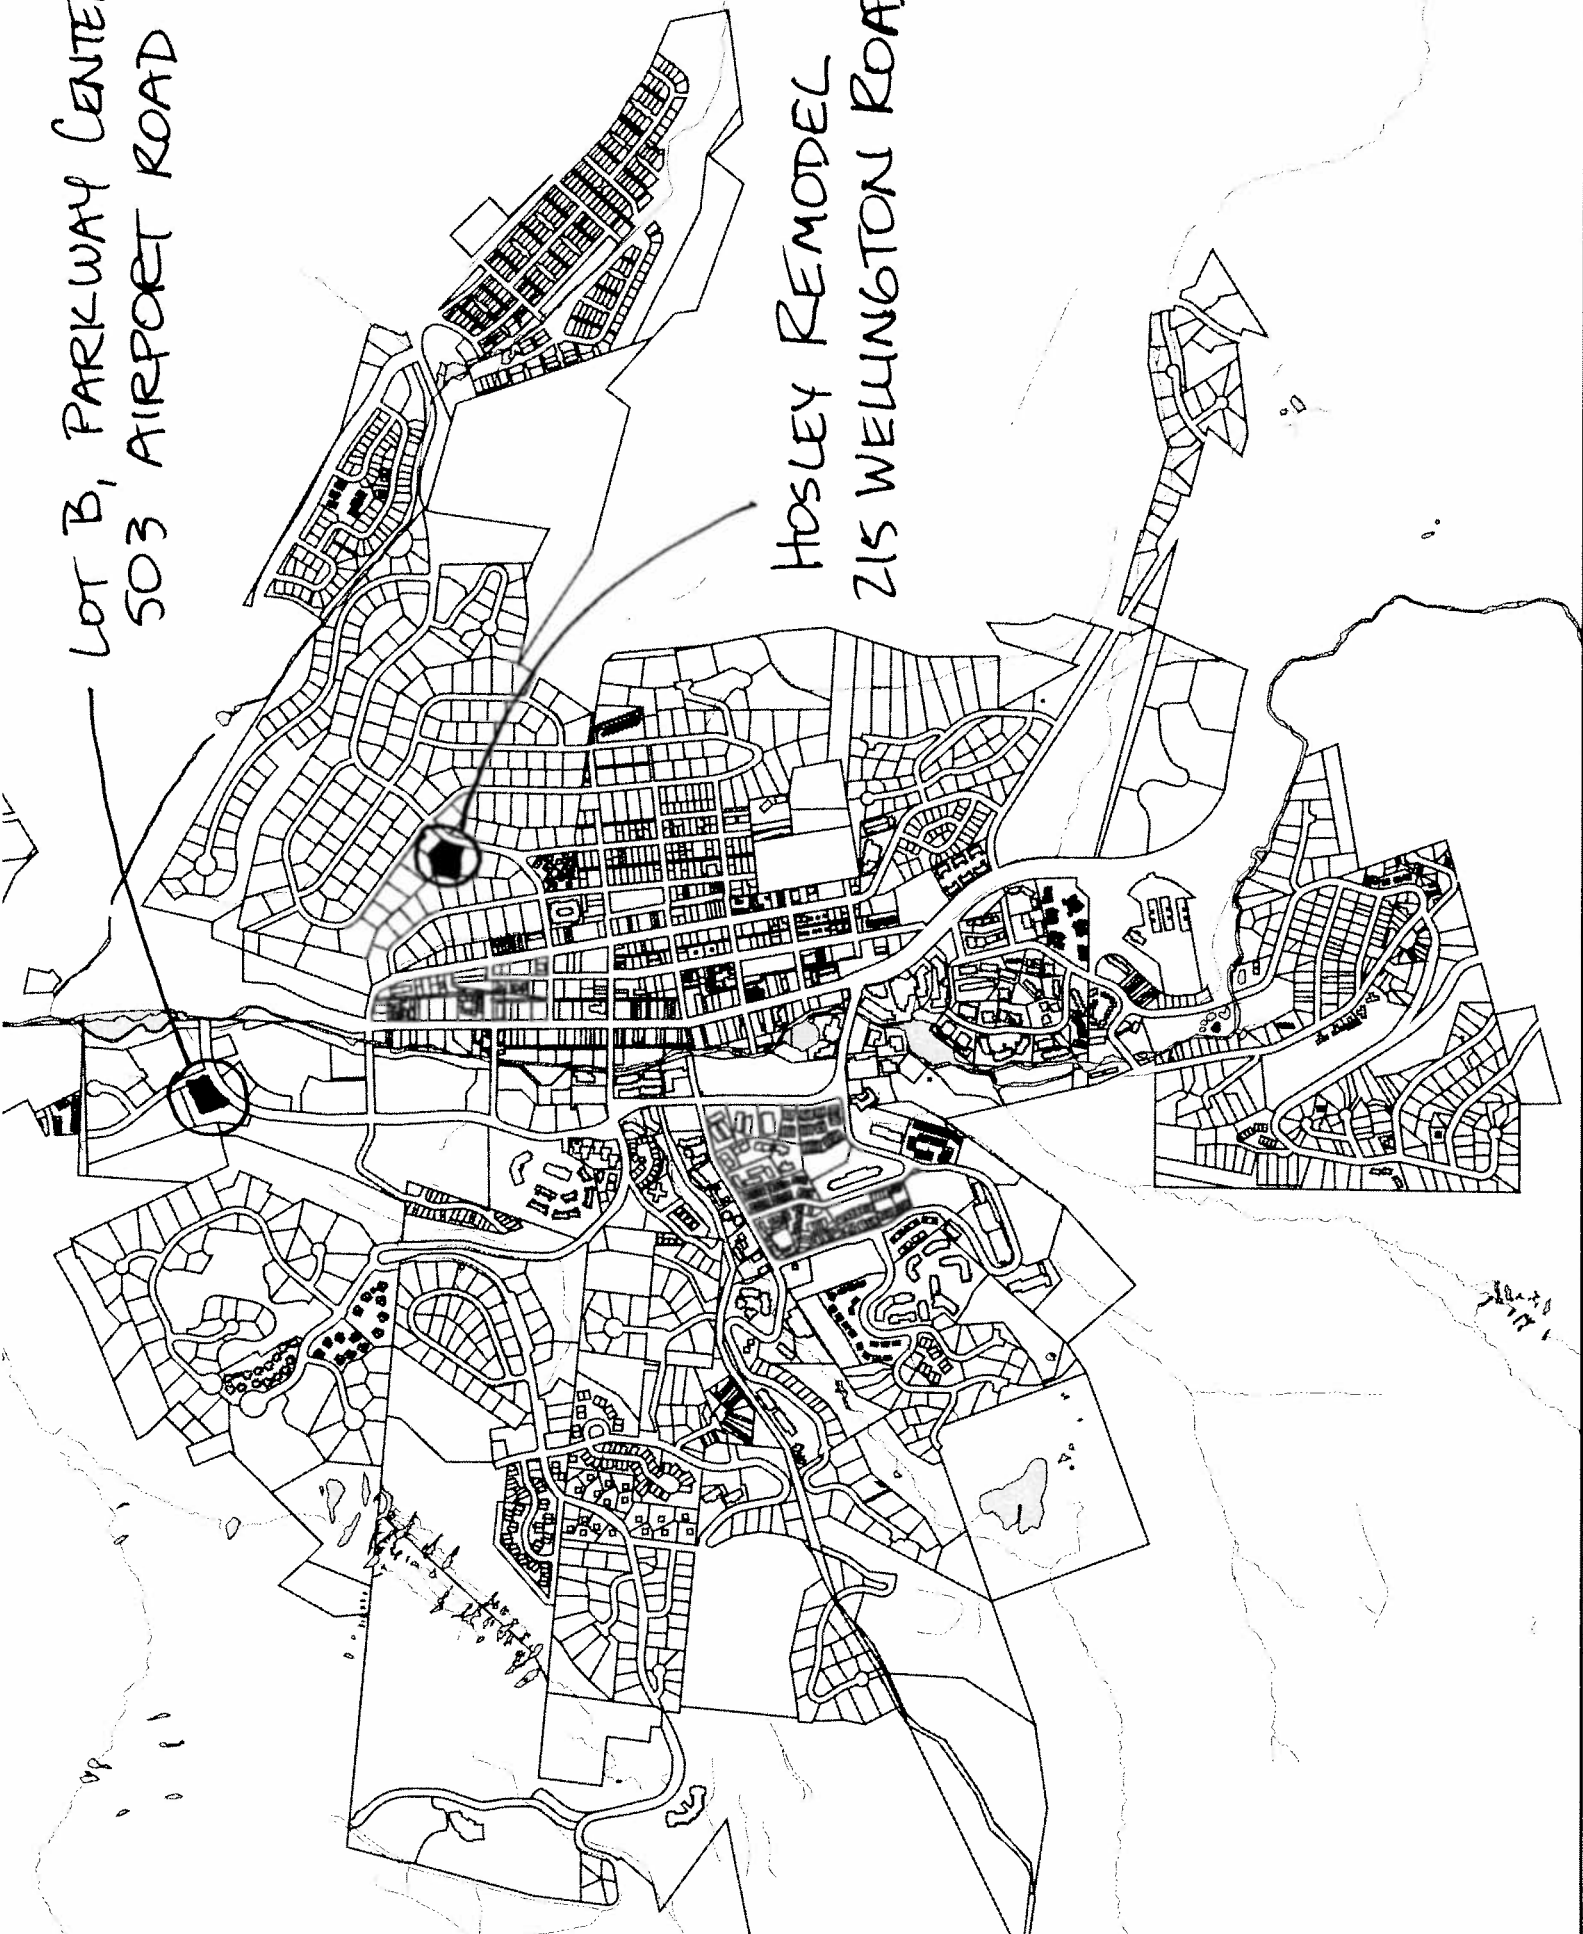 LOT B, PARKWAY CENTE
503 AIRPORT ROAD
HOSLEY REMODEL
215 WELLINGTON ROA